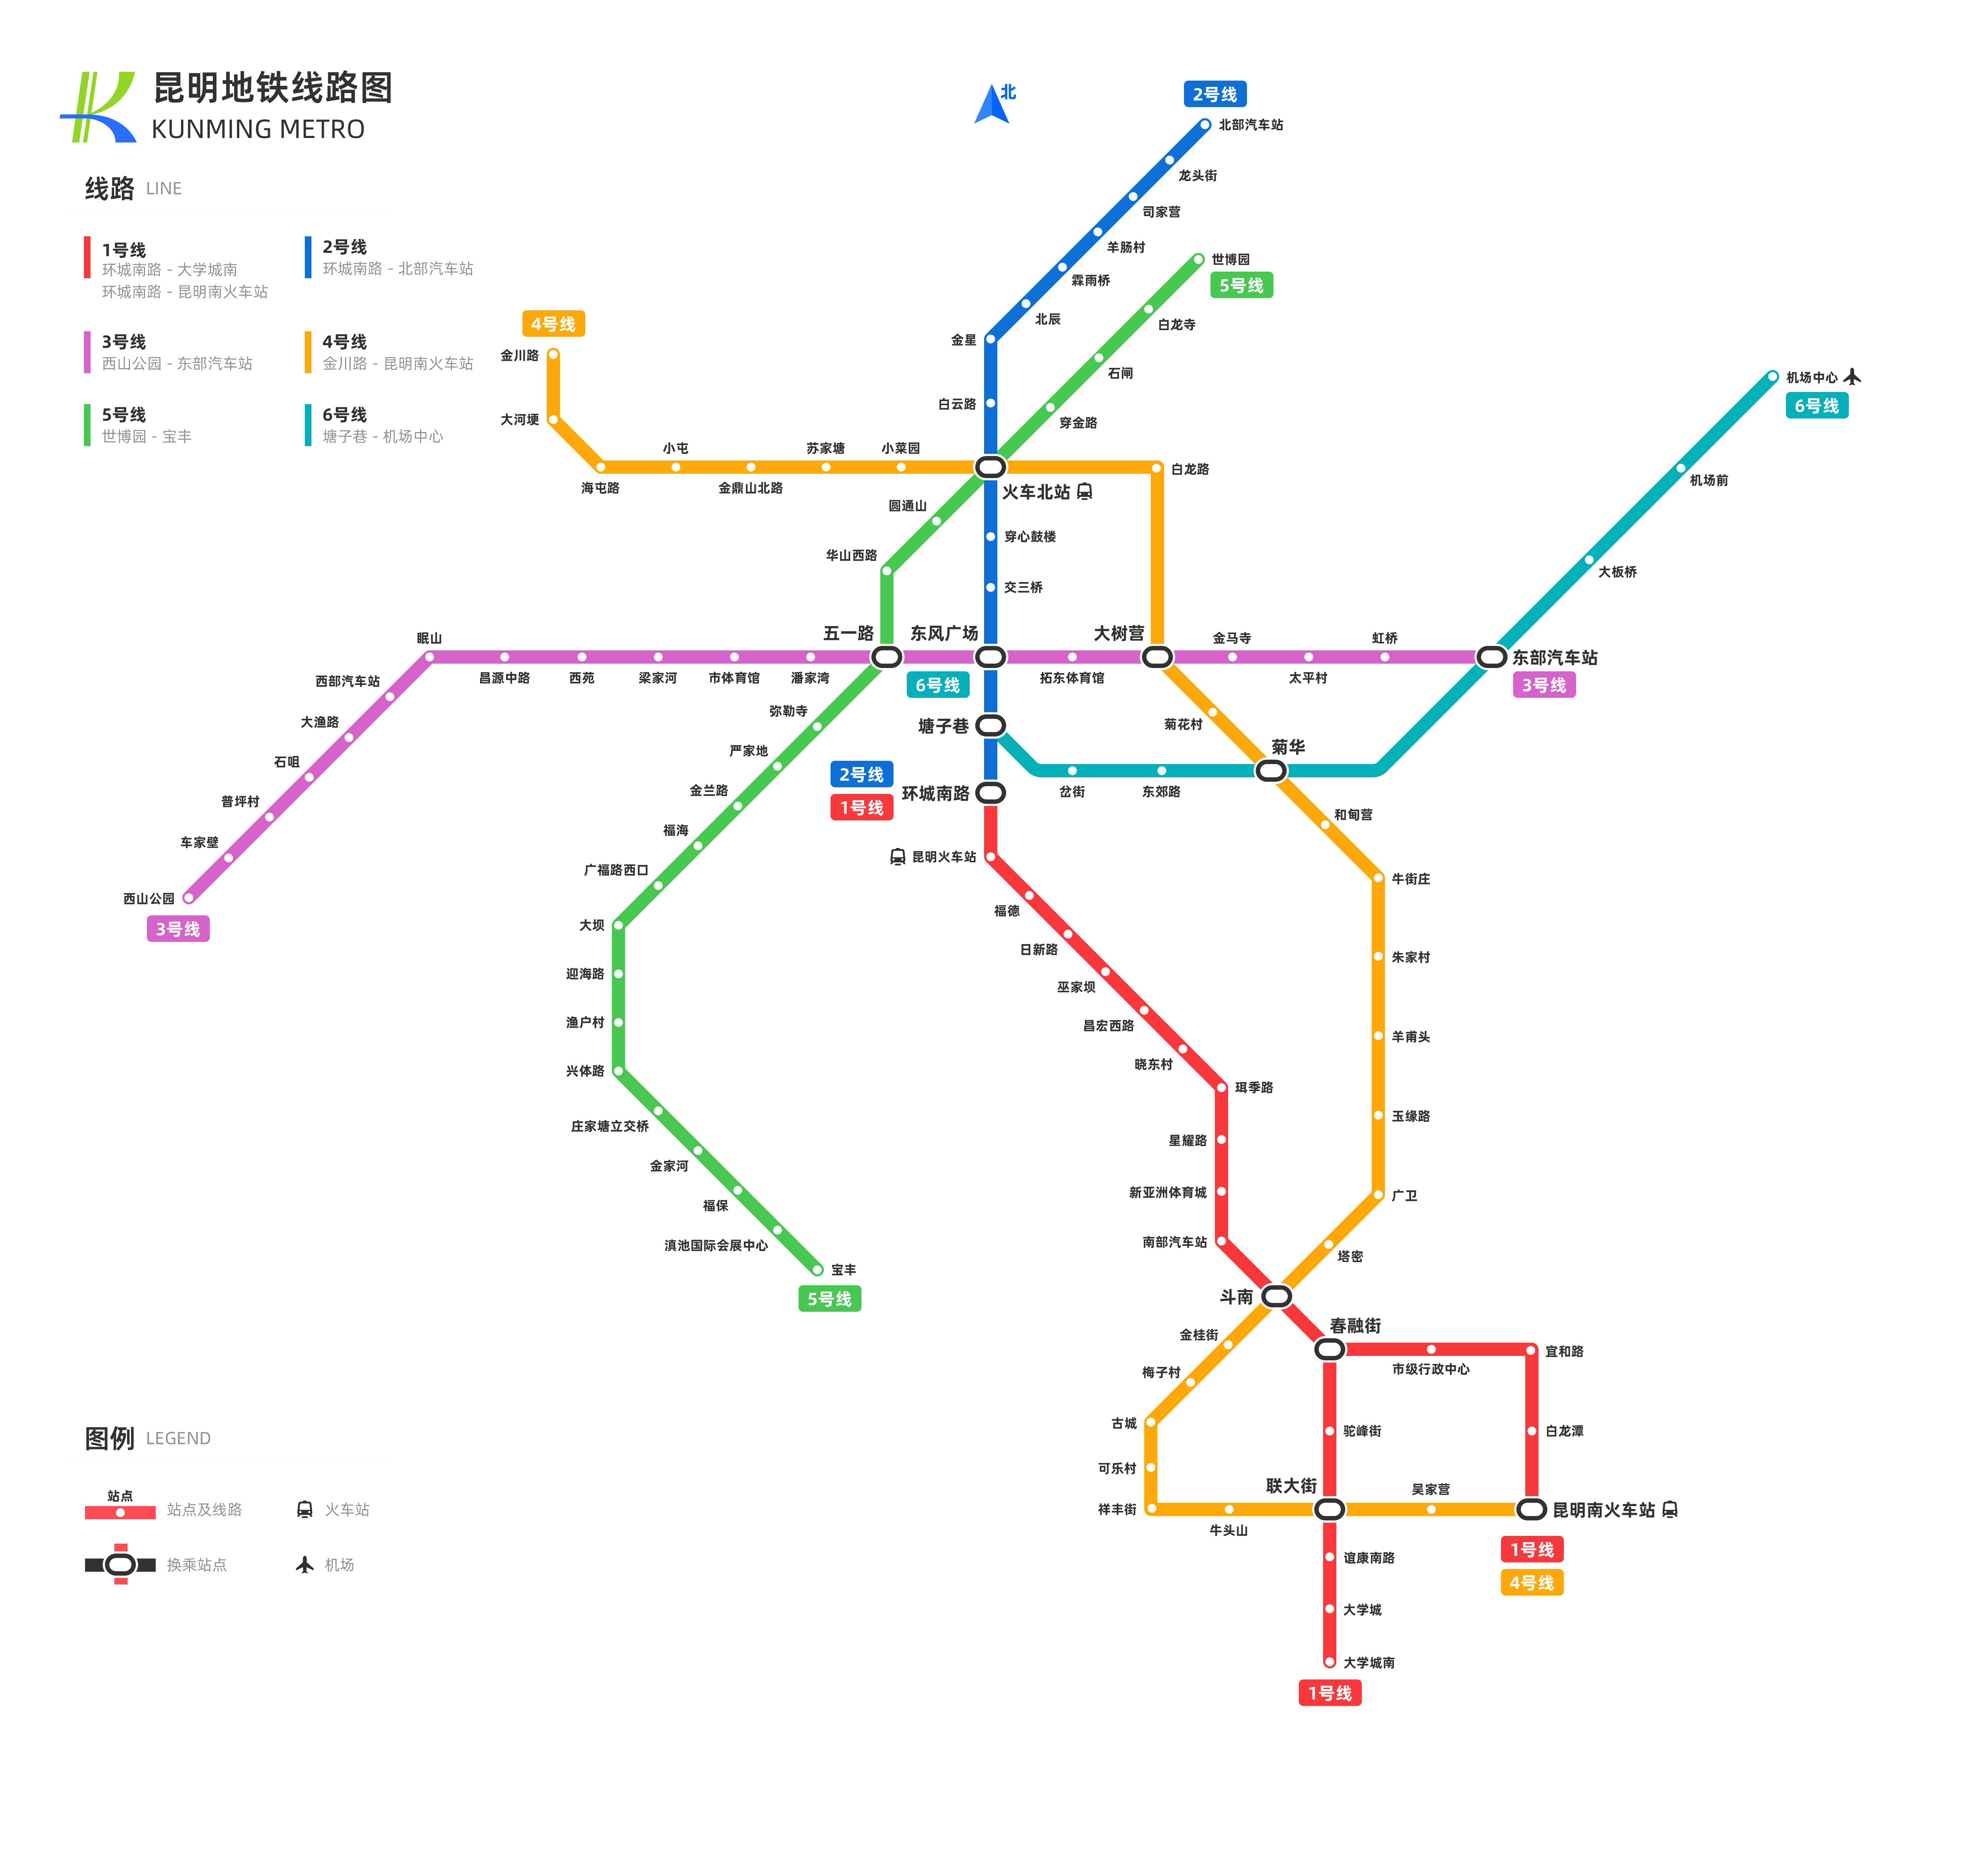 昆明地铁线路图
KUNMING METRO
北
线路 LINE
1号线
环城南路 - 大学城南
环城南路 - 昆明南火车站
2号线
环城南路 - 北部汽车站
3号线
西山公园 - 东部汽车站
4号线
金川路 - 昆明南火车站
5号线
世博园 - 宝丰
6号线
塘子巷 - 机场中心
2号线
北部汽车站
龙头街
司家营
羊肠村
霖雨桥
北辰
金星
白云路
世博园
5号线
白龙寺
石闸
穿金路
4号线
金川路
大河埂
海屯路
小屯
金鼎山北路
苏家塘
小菜园
火车北站
白龙路
机场中心
6号线
机场前
大板桥
圆通山
华山西路
穿心鼓楼
交三桥
五一路
东风广场
大树营
金马寺
虹桥
东部汽车站
3号线
眠山
昌源中路
西苑
梁家河
市体育馆
潘家湾
6号线
拓东体育馆
太平村
西部汽车站
大渔路
石咀
普坪村
车家壁
西山公园
3号线
弥勒寺
严家地
金兰路
福海
广福路西口
大坝
迎海路
渔户村
兴体路
庄家塘立交桥
金家河
福保
滇池国际会展中心
宝丰
5号线
塘子巷
2号线
1号线
环城南路
岔街
东郊路
菊花村
菊华
和甸营
牛街庄
朱家村
羊甫头
玉缘路
广卫
塔密
昆明火车站
福德
日新路
巫家坝
昌宏西路
晓东村
珥季路
星耀路
新亚洲体育城
南部汽车站
斗南
春融街
金桂街
梅子村
古城
可乐村
祥丰街
牛头山
市级行政中心
宜和路
驼峰街
白龙潭
联大街
吴家营
昆明南火车站
1号线
4号线
谊康南路
大学城
大学城南
1号线
图例 LEGEND
站点
站点及线路
火车站
换乘站点
机场